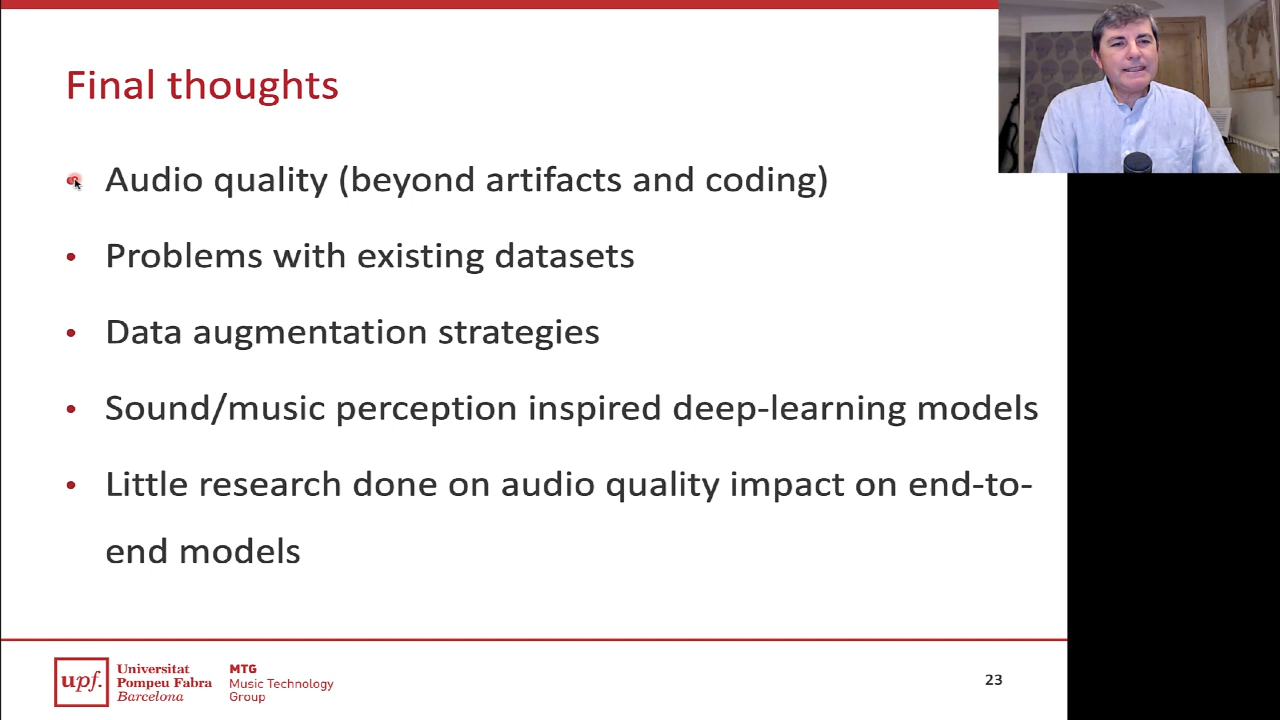 Final thoughts
• Audio quality (beyond artifacts and coding)
• Problems with existing datasets
• Data augmentation strategies
• Sound/music perception inspired deep-learning models
• Little research done on audio quality impact on end-to-
end models
upf.
Universitat
Pompeu Fabra
Barcelona
MTG
Music Technology
Group
23